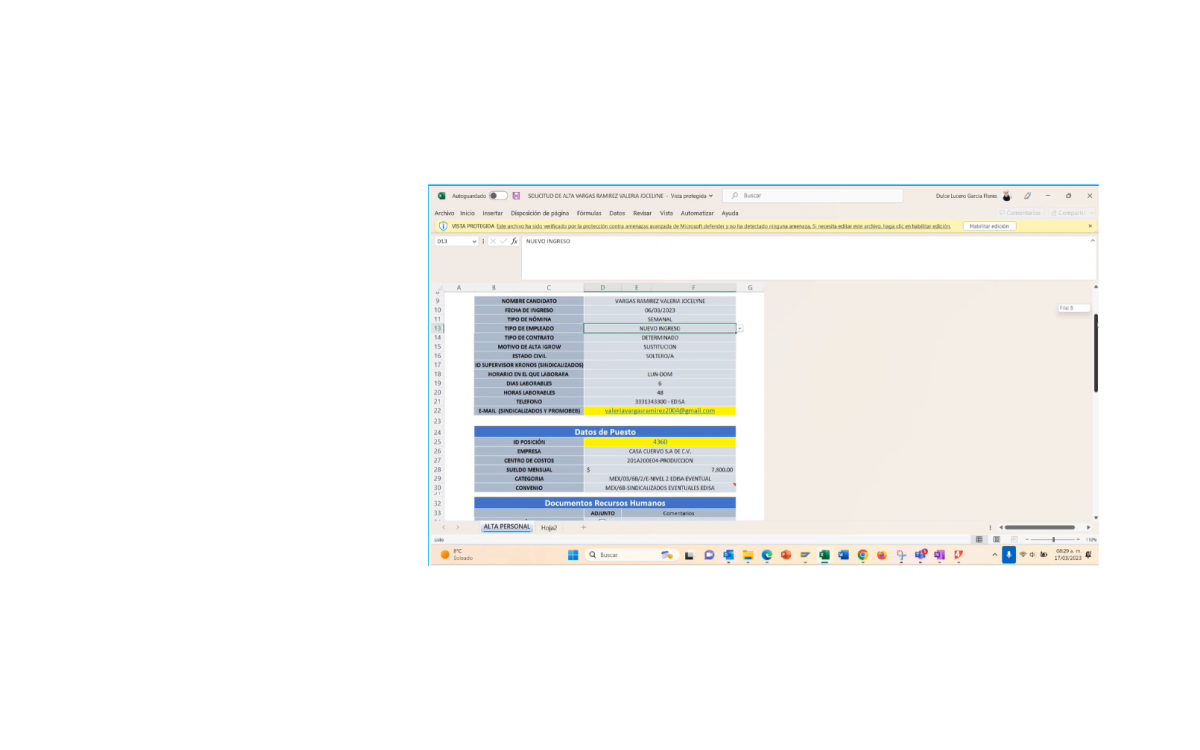 Autoguardado SOLICITUD DE ALTA VARGAS RAMIREZ VALERIA JOCELYNE - Vista protegida Buscar Dulce Lucero Garcia Flores
Archivo Inicio Insertar Disposición de página Fórmulas Datos Revisar Vista Automatizar Ayuda Comentarios Compartir
VISTA PROTEGIDA Este archivo ha sido verificado por la protección contra amenazas avanzada de Microsoft defender y no ha detectado ninguna amenaza. Si necesita editar este archivo, haga clic en habilitar edición. Habilitar edición
D13 fx NUEVO INGRESO
A B C D E F G
9 NOMBRE CANDIDATO VARGAS RAMIREZ VALERIA JOCELYNE
10 FECHA DE INGRESO 06/03/2023
11 TIPO DE NÓMINA SEMANAL
13 TIPO DE EMPLEADO NUEVO INGRESO
14 TIPO DE CONTRATO DETERMINADO
15 MOTIVO DE ALTA IGROW SUSTITUCION
16 ESTADO CIVIL SOLTERO/A
17 ID SUPERVISOR KRONOS (SINDICALIZADOS)
18 HORARIO EN EL QUE LABORARA LUN-DOM
19 DIAS LABORABLES 6
20 HORAS LABORABLES 48
21 TELEFONO 3331343300 - EDISA
22 E-MAIL (SINDICALIZADOS Y PROMOBEB) valeriavargasramirez2004@gmail.com
23
24 Datos de Puesto
25 ID POSICIÓN 4360
26 EMPRESA CASA CUERVO S.A DE C.V.
27 CENTRO DE COSTOS 201A200E04-PRODUCCION
28 SUELDO MENSUAL $ 7,800.00
29 CATEGORIA MEX/03/6B/2/E-NIVEL 2 EDISA EVENTUAL
30 CONVENIO MEX/6B-SINDICALIZADOS EVENTUALES EDISA
32 Documentos Recursos Humanos
33 ADJUNTO Comentarios
Fila: 8
ALTA PERSONAL Hoja2
Listo 110%
8°C
Soleado
Buscar
08:29 a. m.
17/03/2023